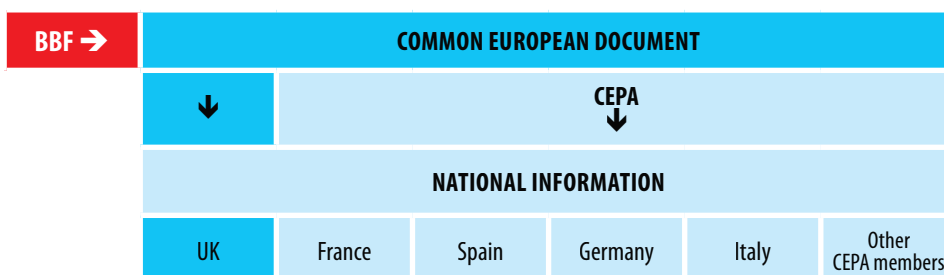 BBF → COMMON EUROPEAN DOCUMENT
↓ CEPA
↓
NATIONAL INFORMATION
UK France Spain Germany Italy Other
CEPA members